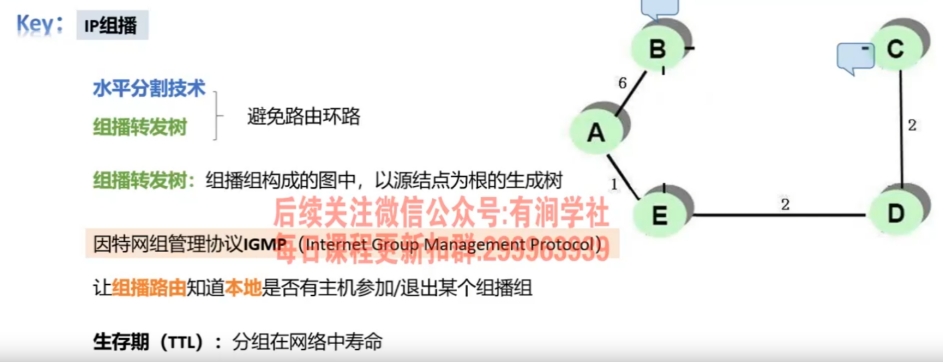 Key： IP组播
水平分割技术
组播转发树
避免路由环路
组播转发树：组播组构成的图中，以源结点为根的生成树
后续关注微信公众号:有涧学社
因特网组管理协议IGMP（Internet Group Management Protocol）
每日课程更新扣群:299963939
让组播路由知道本地是否有主机参加/退出某个组播组
生存期（TTL）：分组在网络中寿命
B
C
6
A
2
1
E
2
D